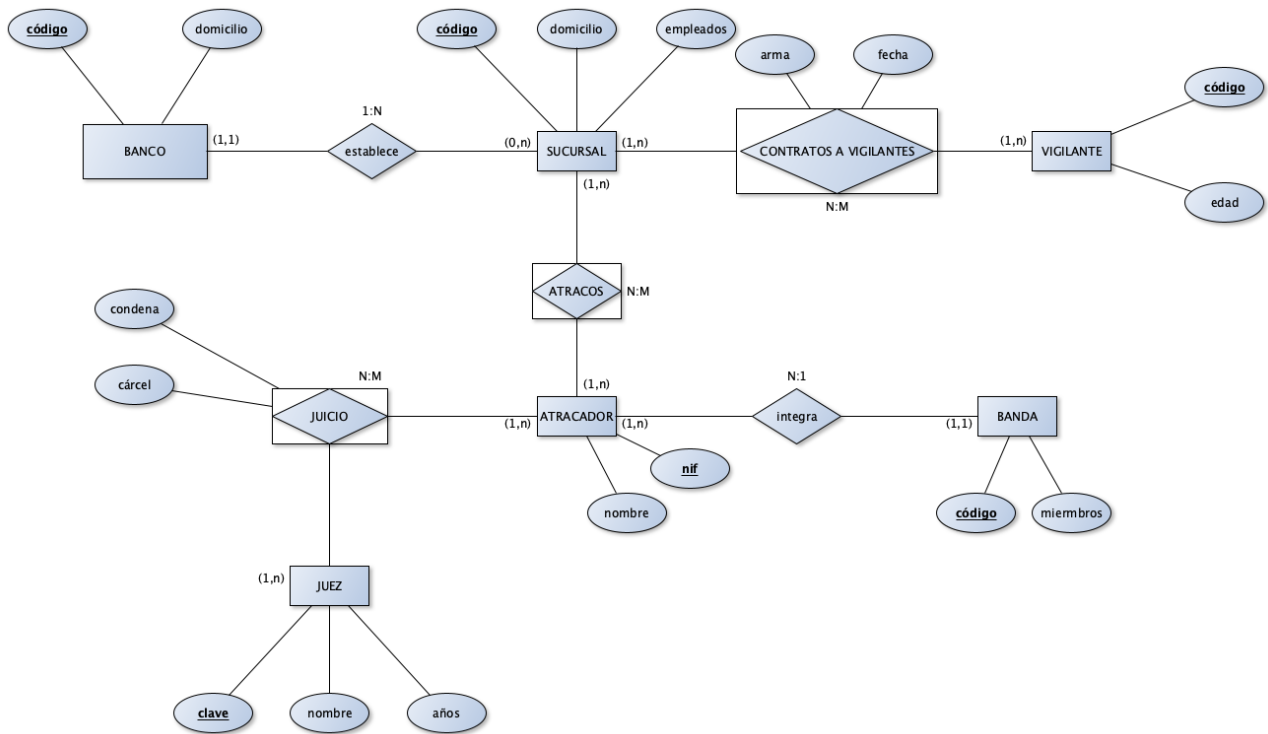 código
domicilio
código
domicilio
empleados
arma
fecha
código
1:N
BANCO
(1,1)
establece
(0,n)
SUCURSAL
(1,n)
CONTRATOS A VIGILANTES
(1,n)
VIGILANTE
(1,n)
N:M
edad
ATRACOS
N:M
condena
cárcel
N:M
(1,n)
N:1
JUICIO
(1,n)
ATRACADOR
(1,n)
integra
(1,1)
BANDA
nif
nombre
código
miermbros
(1,n)
JUEZ
clave
nombre
años